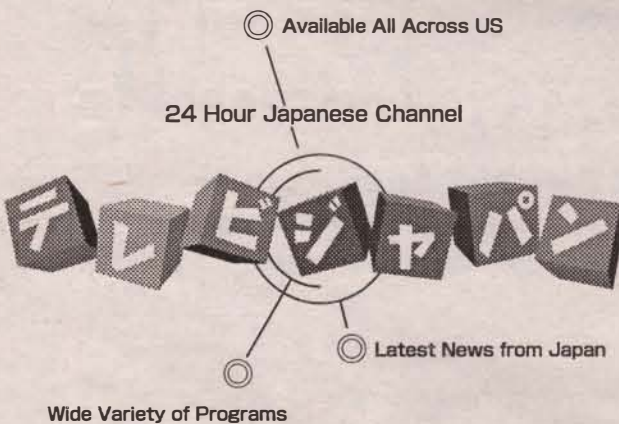 Available All Across US
24 Hour Japanese Channel
テレビジャパン
Latest News from Japan
Wide Variety of Programs